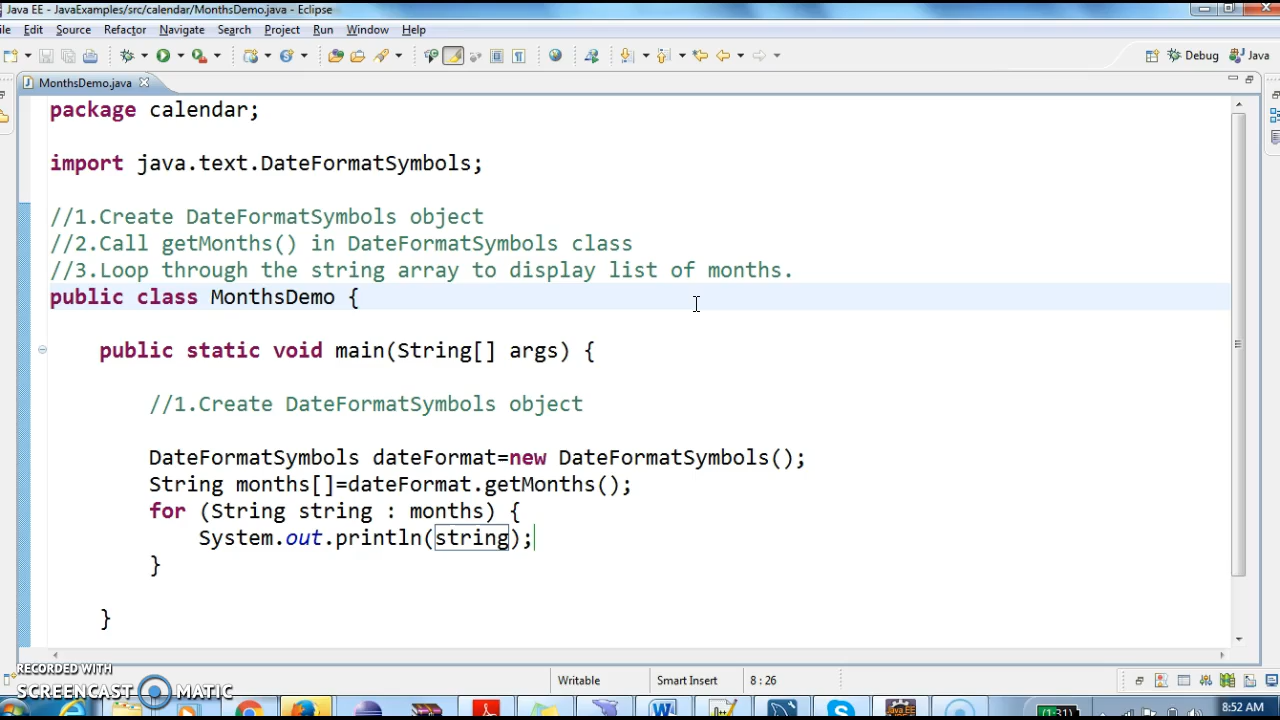 Java EE - JavaExamples/src/calendar/MonthsDemo.java - Eclipse
ile Edit Source Refactor Navigate Search Project Run Window Help
Debug Java
MonthsDemo.java
package calendar;
import java.text.DateFormatSymbols;
//1.Create DateFormatSymbols object
//2.Call getMonths() in DateFormatSymbols class
//3.Loop through the string array to display list of months.
public class MonthsDemo {
public static void main(String[] args) {
//1.Create DateFormatSymbols object
DateFormatSymbols dateFormat=new DateFormatSymbols();
String months[]=dateFormat.getMonths();
for (String string : months) {
System.out.println(string);
}
}
RECORDED WITH
SCREENCAST MATIC
Writable Smart Insert 8 : 26
(1:31) 8:52 AM